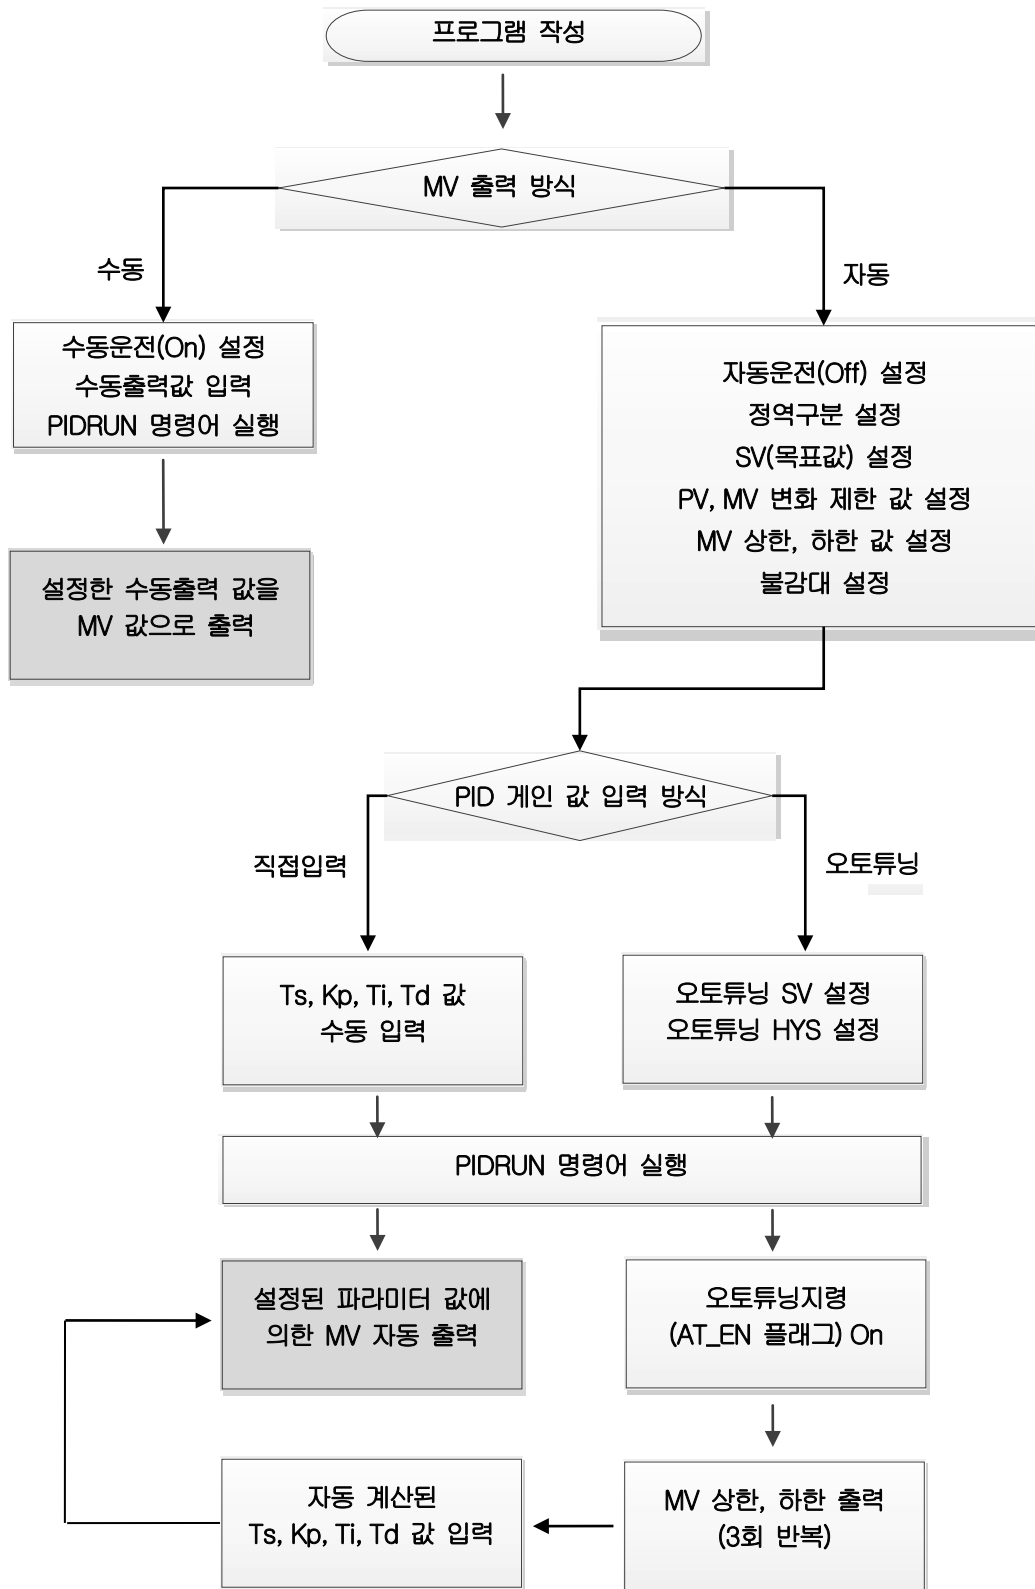 프로그램 작성
MV 출력 방식
수동
자동
수동운전(On) 설정
수동출력값 입력
PIDRUN 명령어 실행
자동운전(Off) 설정
정역구분 설정
SV(목표값) 설정
PV, MV 변화 제한 값 설정
MV 상한, 하한 값 설정
불감대 설정
설정한 수동출력 값을
MV 값으로 출력
PID 게인 값 입력 방식
직접입력
오토튜닝
Ts, Kp, Ti, Td 값
수동 입력
오토튜닝 SV 설정
오토튜닝 HYS 설정
PIDRUN 명령어 실행
설정된 파라미터 값에
의한 MV 자동 출력
오토튜닝지령
(AT_EN 플래그) On
자동 계산된
Ts, Kp, Ti, Td 값 입력
MV 상한, 하한 출력
(3회 반복)